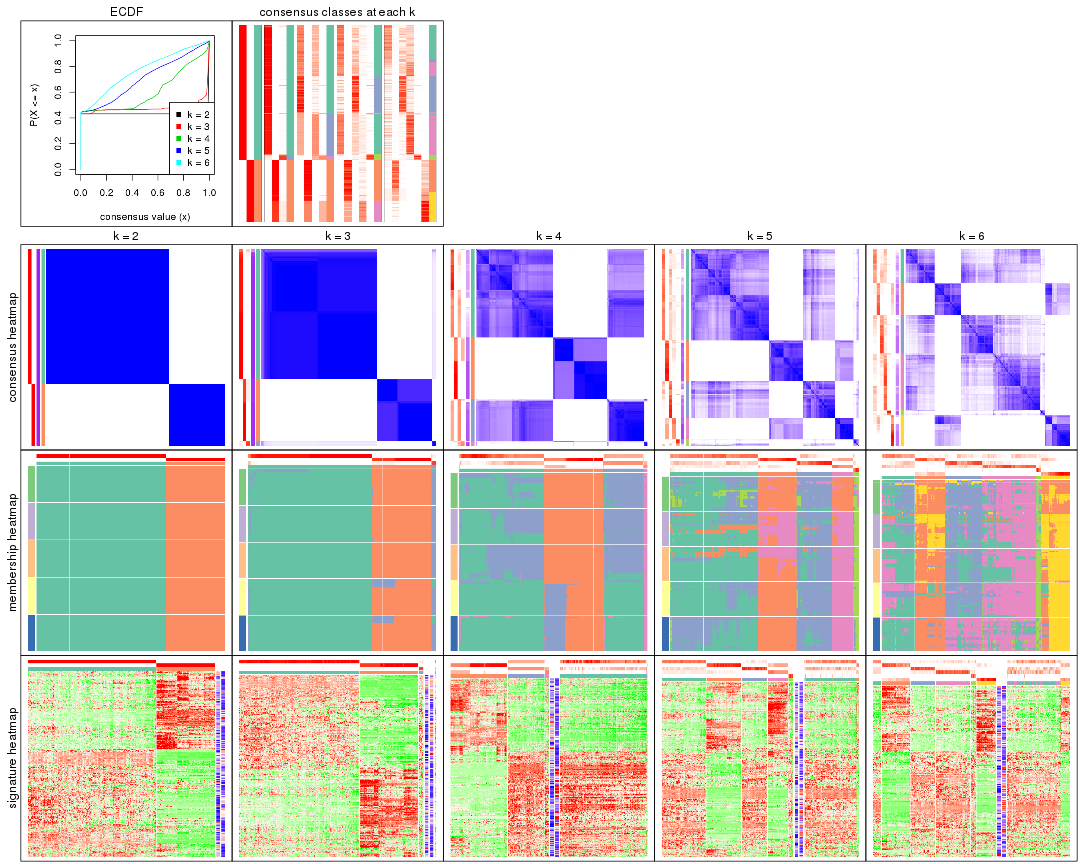 ECDF
consensus classes at each k
P(X <= x)
0.0 0.2 0.4 0.6 0.8 1.0
k = 2
k = 3
k = 4
k = 5
k = 6
0.0 0.2 0.4 0.6 0.8 1.0
consensus value (x)
k = 2
k = 3
k = 4
k = 5
k = 6
consensus heatmap
membership heatmap
signature heatmap